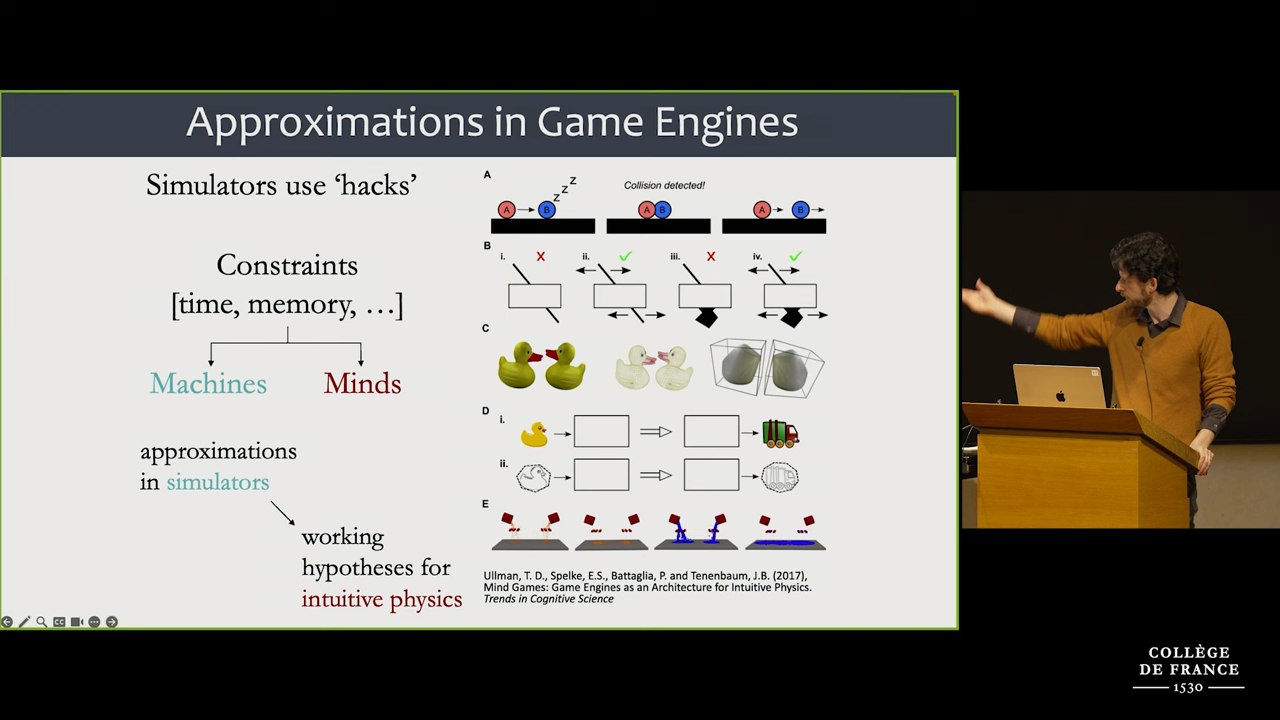 Approximations in Game Engines
Simulators use ‘hacks’
Constraints
[time, memory, …]
Machines
Minds
approximations
in simulators
working
hypotheses for
intuitive physics
A
z z z
Collision detected!
A B
A B
A B
B
i. X
ii. ✓
iii. X
iv. ✓
C
D
i.
ii.
E
Ullman, T. D., Spelke, E.S., Battaglia, P. and Tenenbaum, J.B. (2017),
Mind Games: Game Engines as an Architecture for Intuitive Physics.
Trends in Cognitive Science
CC
COLLÈGE
DE FRANCE
1530